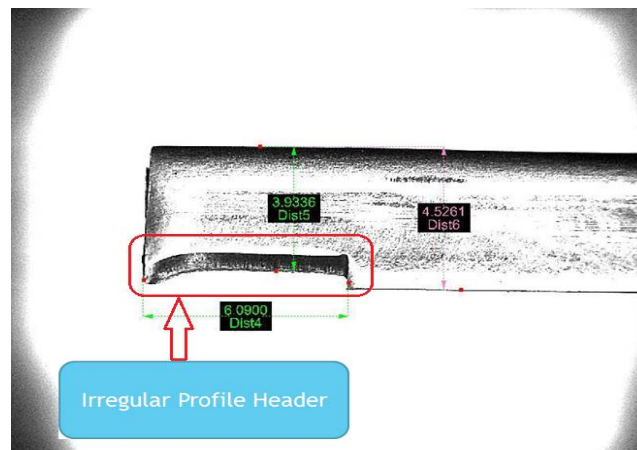 3.9336
Dist5
4.5261
Dist6
6.0900
Dist4
Irregular Profile Header